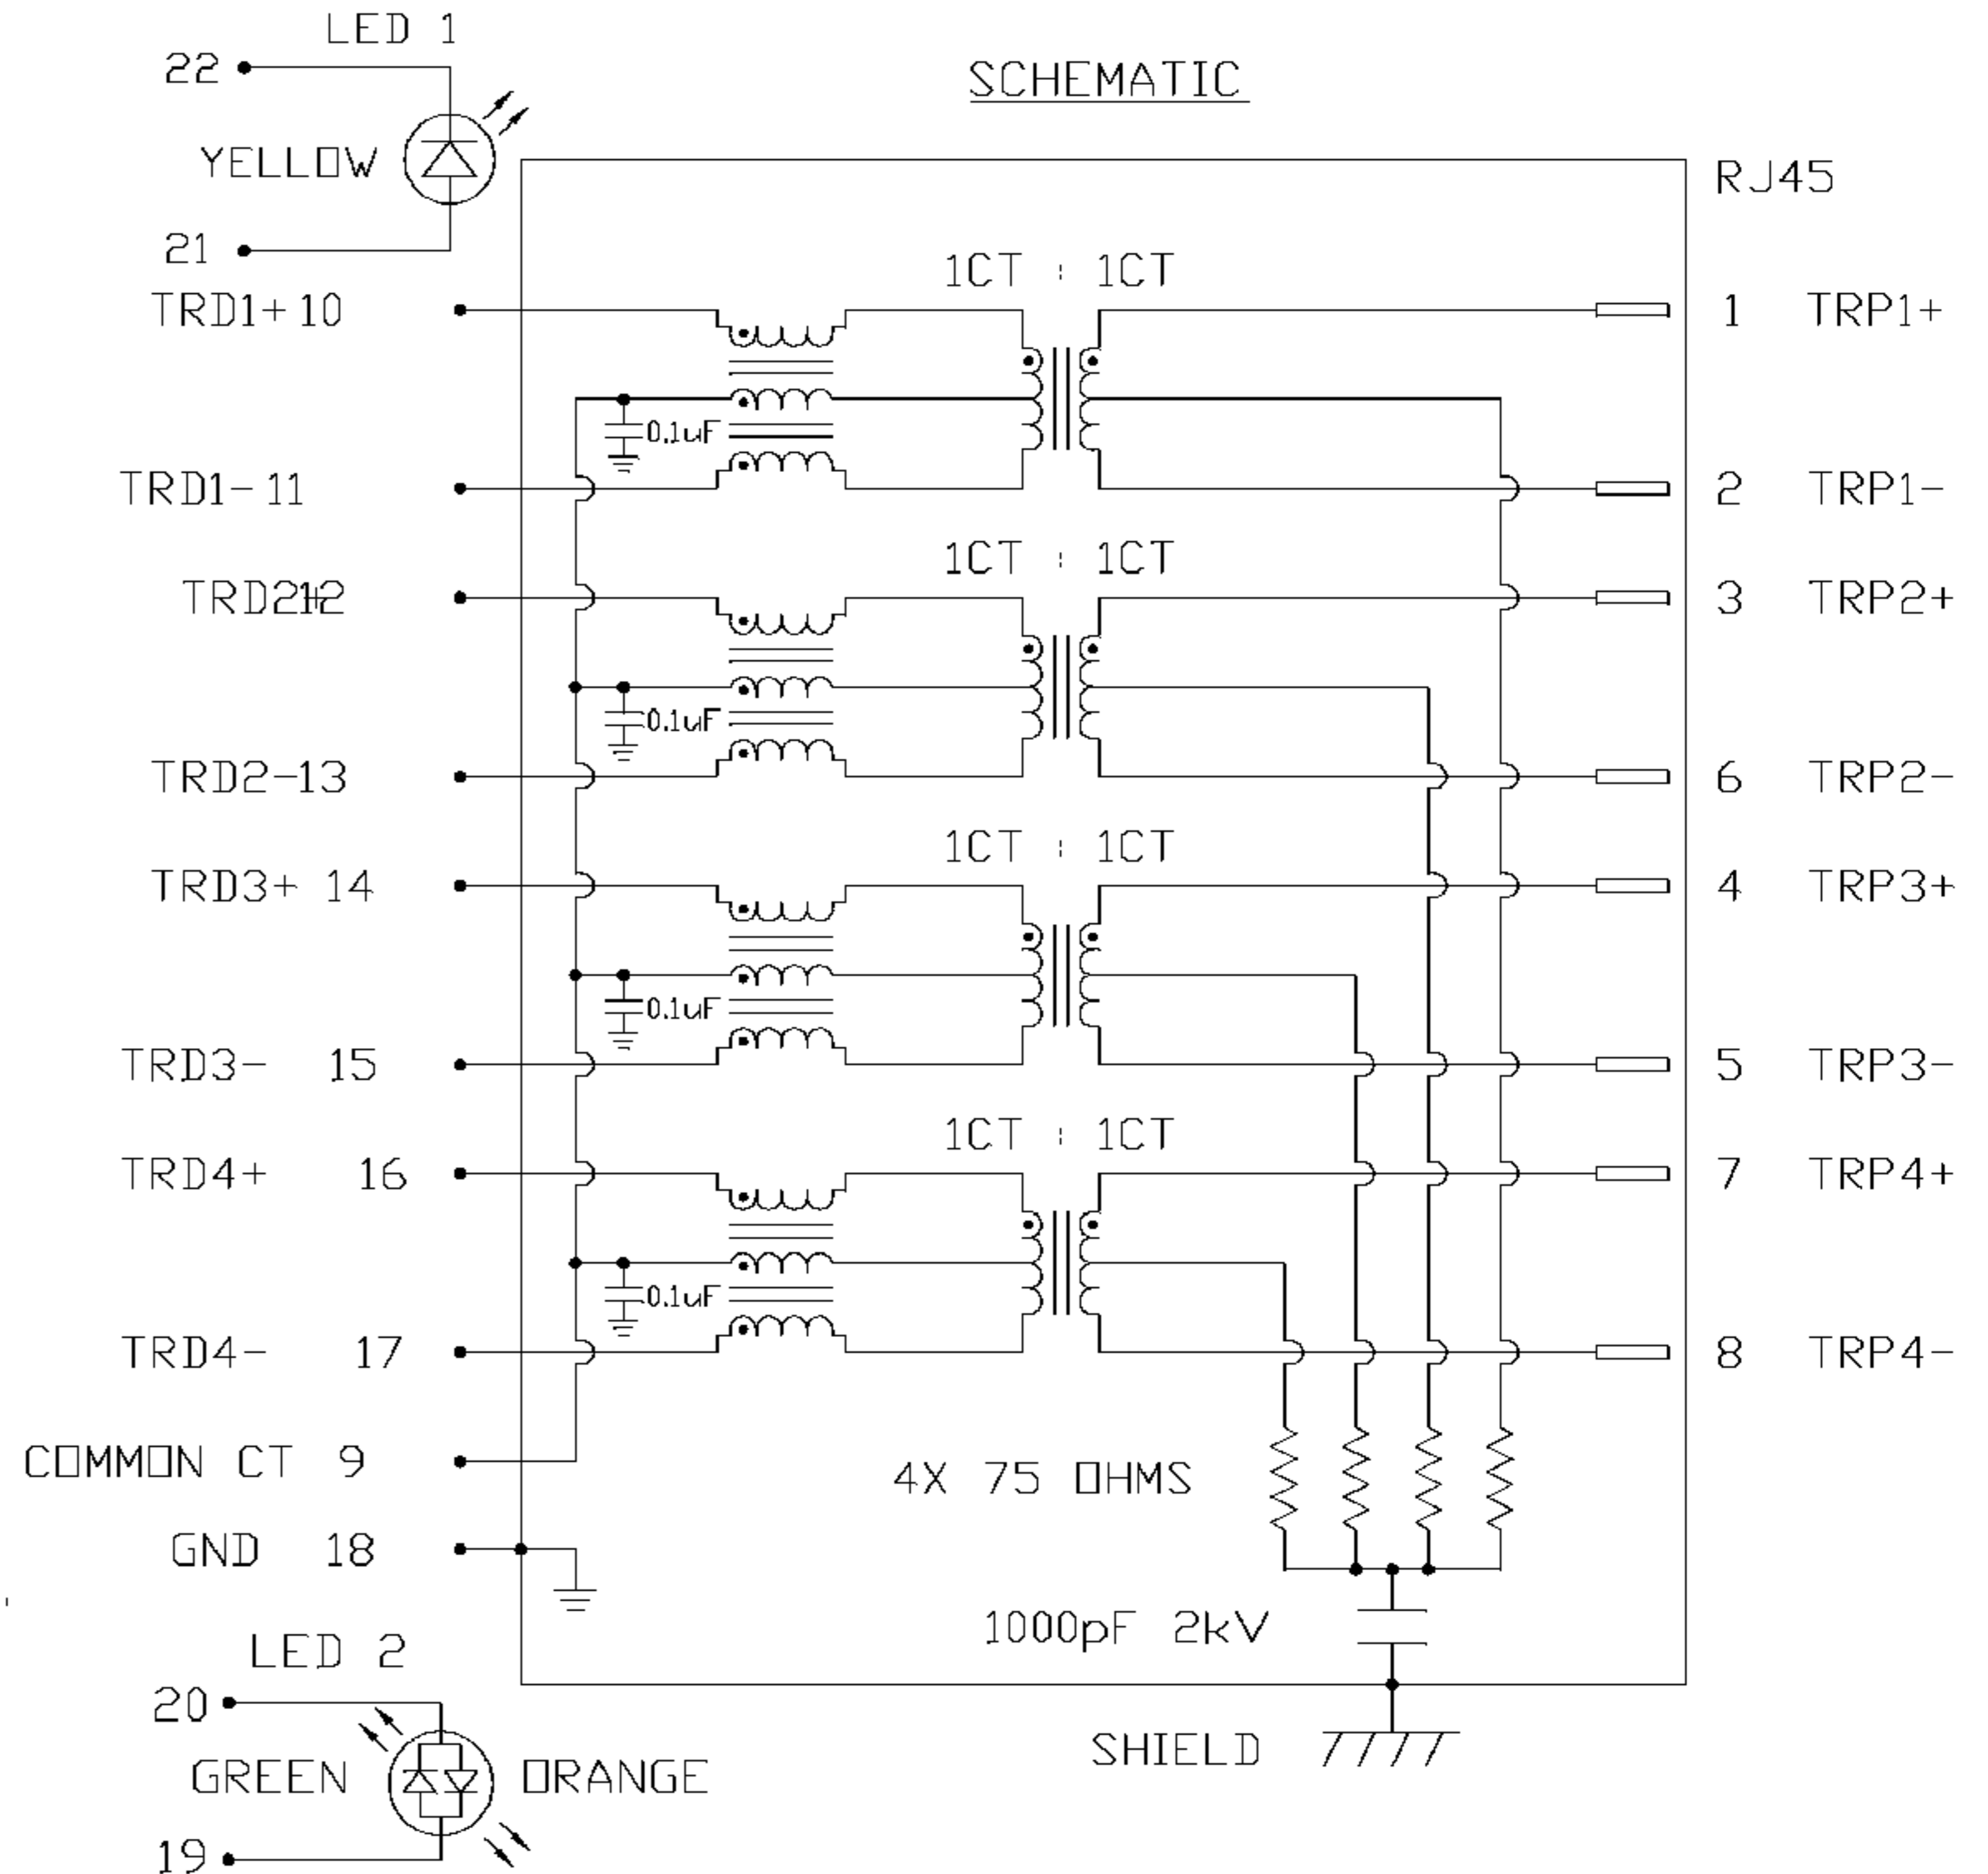 LED 1
22
SCHEMATIC
YELLOW
RJ45
21
1CT : 1CT
TRD1+ 10
1 TRP1+
0.1uF
TRD1- 11
2 TRP1-
1CT : 1CT
TRD2+ 12
3 TRP2+
0.1uF
TRD2- 13
6 TRP2-
1CT : 1CT
TRD3+ 14
4 TRP3+
0.1uF
TRD3- 15
5 TRP3-
1CT : 1CT
TRD4+ 16
7 TRP4+
0.1uF
TRD4- 17
8 TRP4-
COMMON CT 9
4X 75 OHMS
GND 18
1000pF 2kV
LED 2
20
SHIELD
GREEN
ORANGE
19